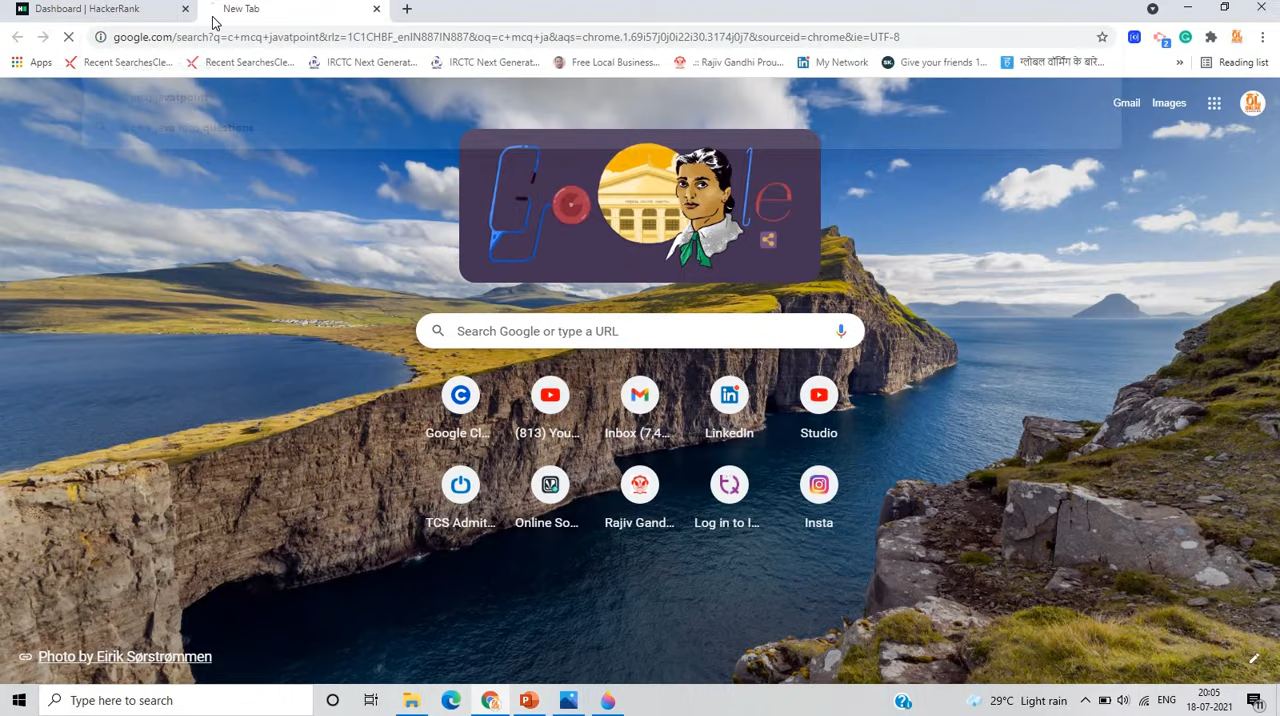 Dashboard | HackerRank
New Tab
google.com/search?q=c+mcq+javatpoint&rlz=1C1CHBF_enIN887IN887&oq=c+mcq+ja&aqs=chrome.1.69i57j0j0i22i30.3174j0j7&sourceid=chrome&ie=UTF-8
2
Apps
Recent SearchesCle...
Recent SearchesCle...
IRCTC Next Generat...
IRCTC Next Generat...
Free Local Business...
.:: Rajiv Gandhi Prou...
My Network
SK
Give your friends 1...
हि
ग्लोबल वॉर्मिंग के बारे...
»
Reading list
Gmail
Images
Search Google or type a URL
Google Cl...
(813) You...
Inbox (7,4...
LinkedIn
Studio
TCS Admit...
Online So...
Rajiv Gand...
Log in to I...
Insta
Photo by Eirik Sørstrømmen
Type here to search
29°C Light rain
ENG
20:05
18-07-2021
11